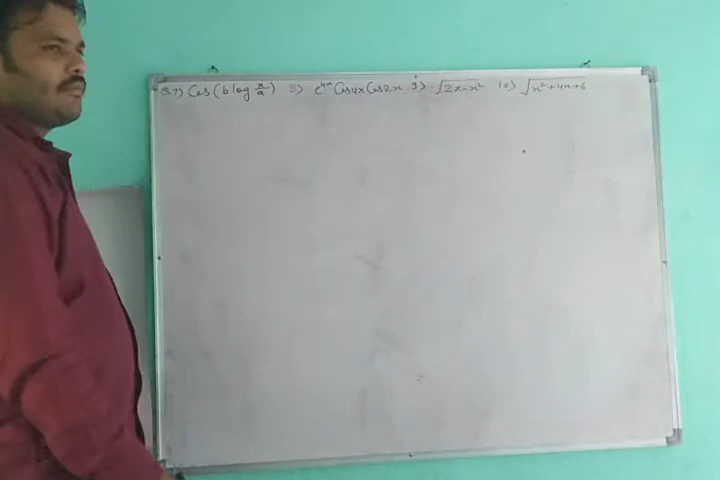 Q.7) Cos(b log x/a) 8) e^4x Cos4x Cos2x 9) √2x-x² 10) √x²+4x+6